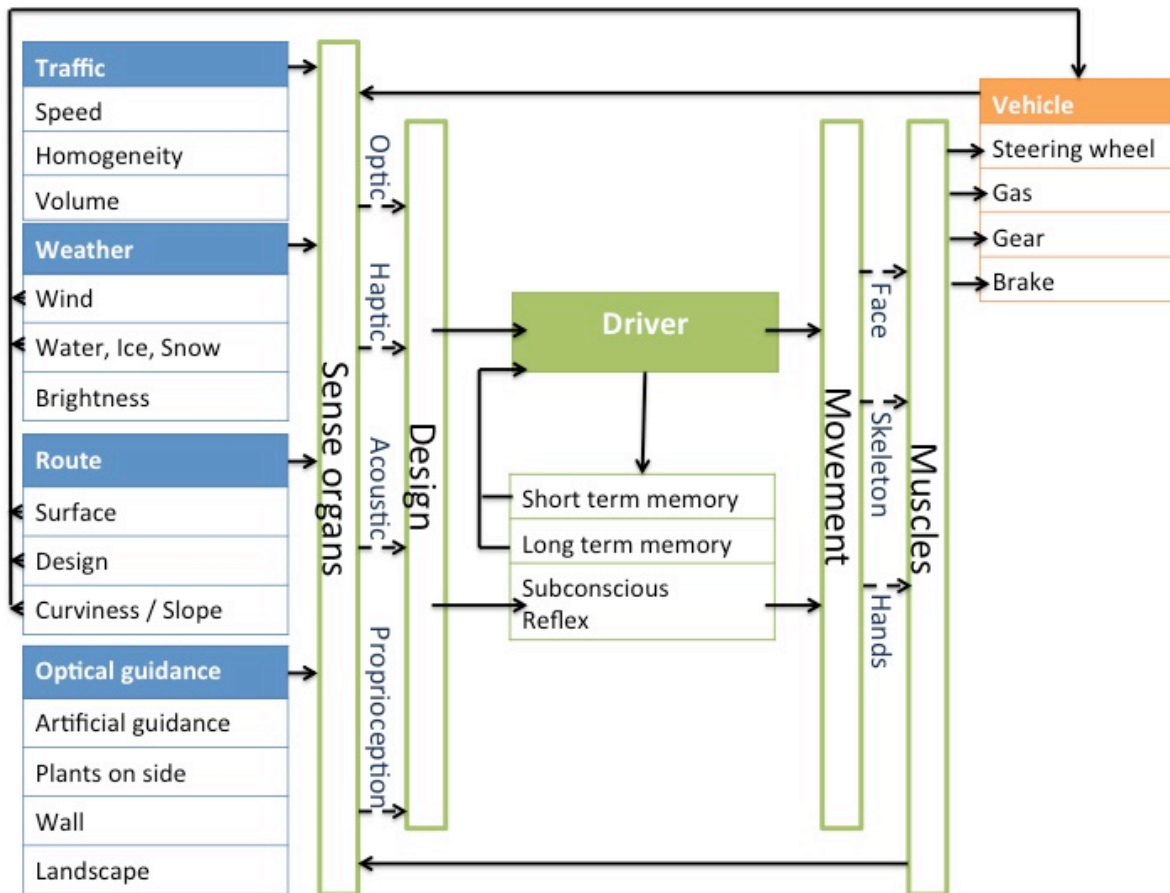 Traffic
Speed
Homogeneity
Volume
Weather
Wind
Water, Ice, Snow
Brightness
Route
Surface
Design
Curviness / Slope
Optical guidance
Artificial guidance
Plants on side
Wall
Landscape
Sense organs
Optic
Haptic
Acoustic
Proprioception
Design
Driver
Short term memory
Long term memory
Subconscious
Reflex
Movement
Face
Skeleton
Hands
Muscles
Vehicle
Steering wheel
Gas
Gear
Brake